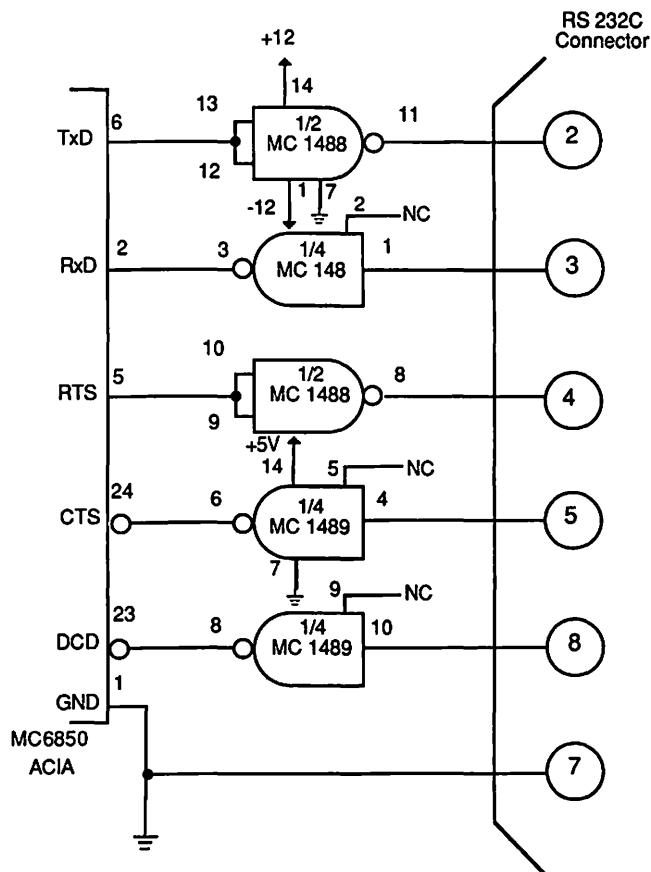 RS 232C
Connector
+12
14
13
6
TxD
1/2
MC 1488
11
2
12
1
7
-12
2
NC
RxD
2
3
1/4
MC 148
1
3
10
RTS
5
1/2
MC 1488
8
4
9
+5V
14
5
NC
24
CTS
6
1/4
MC 1489
4
5
7
9
NC
23
DCD
8
1/4
MC 1489
10
8
1
GND
MC6850
ACIA
7